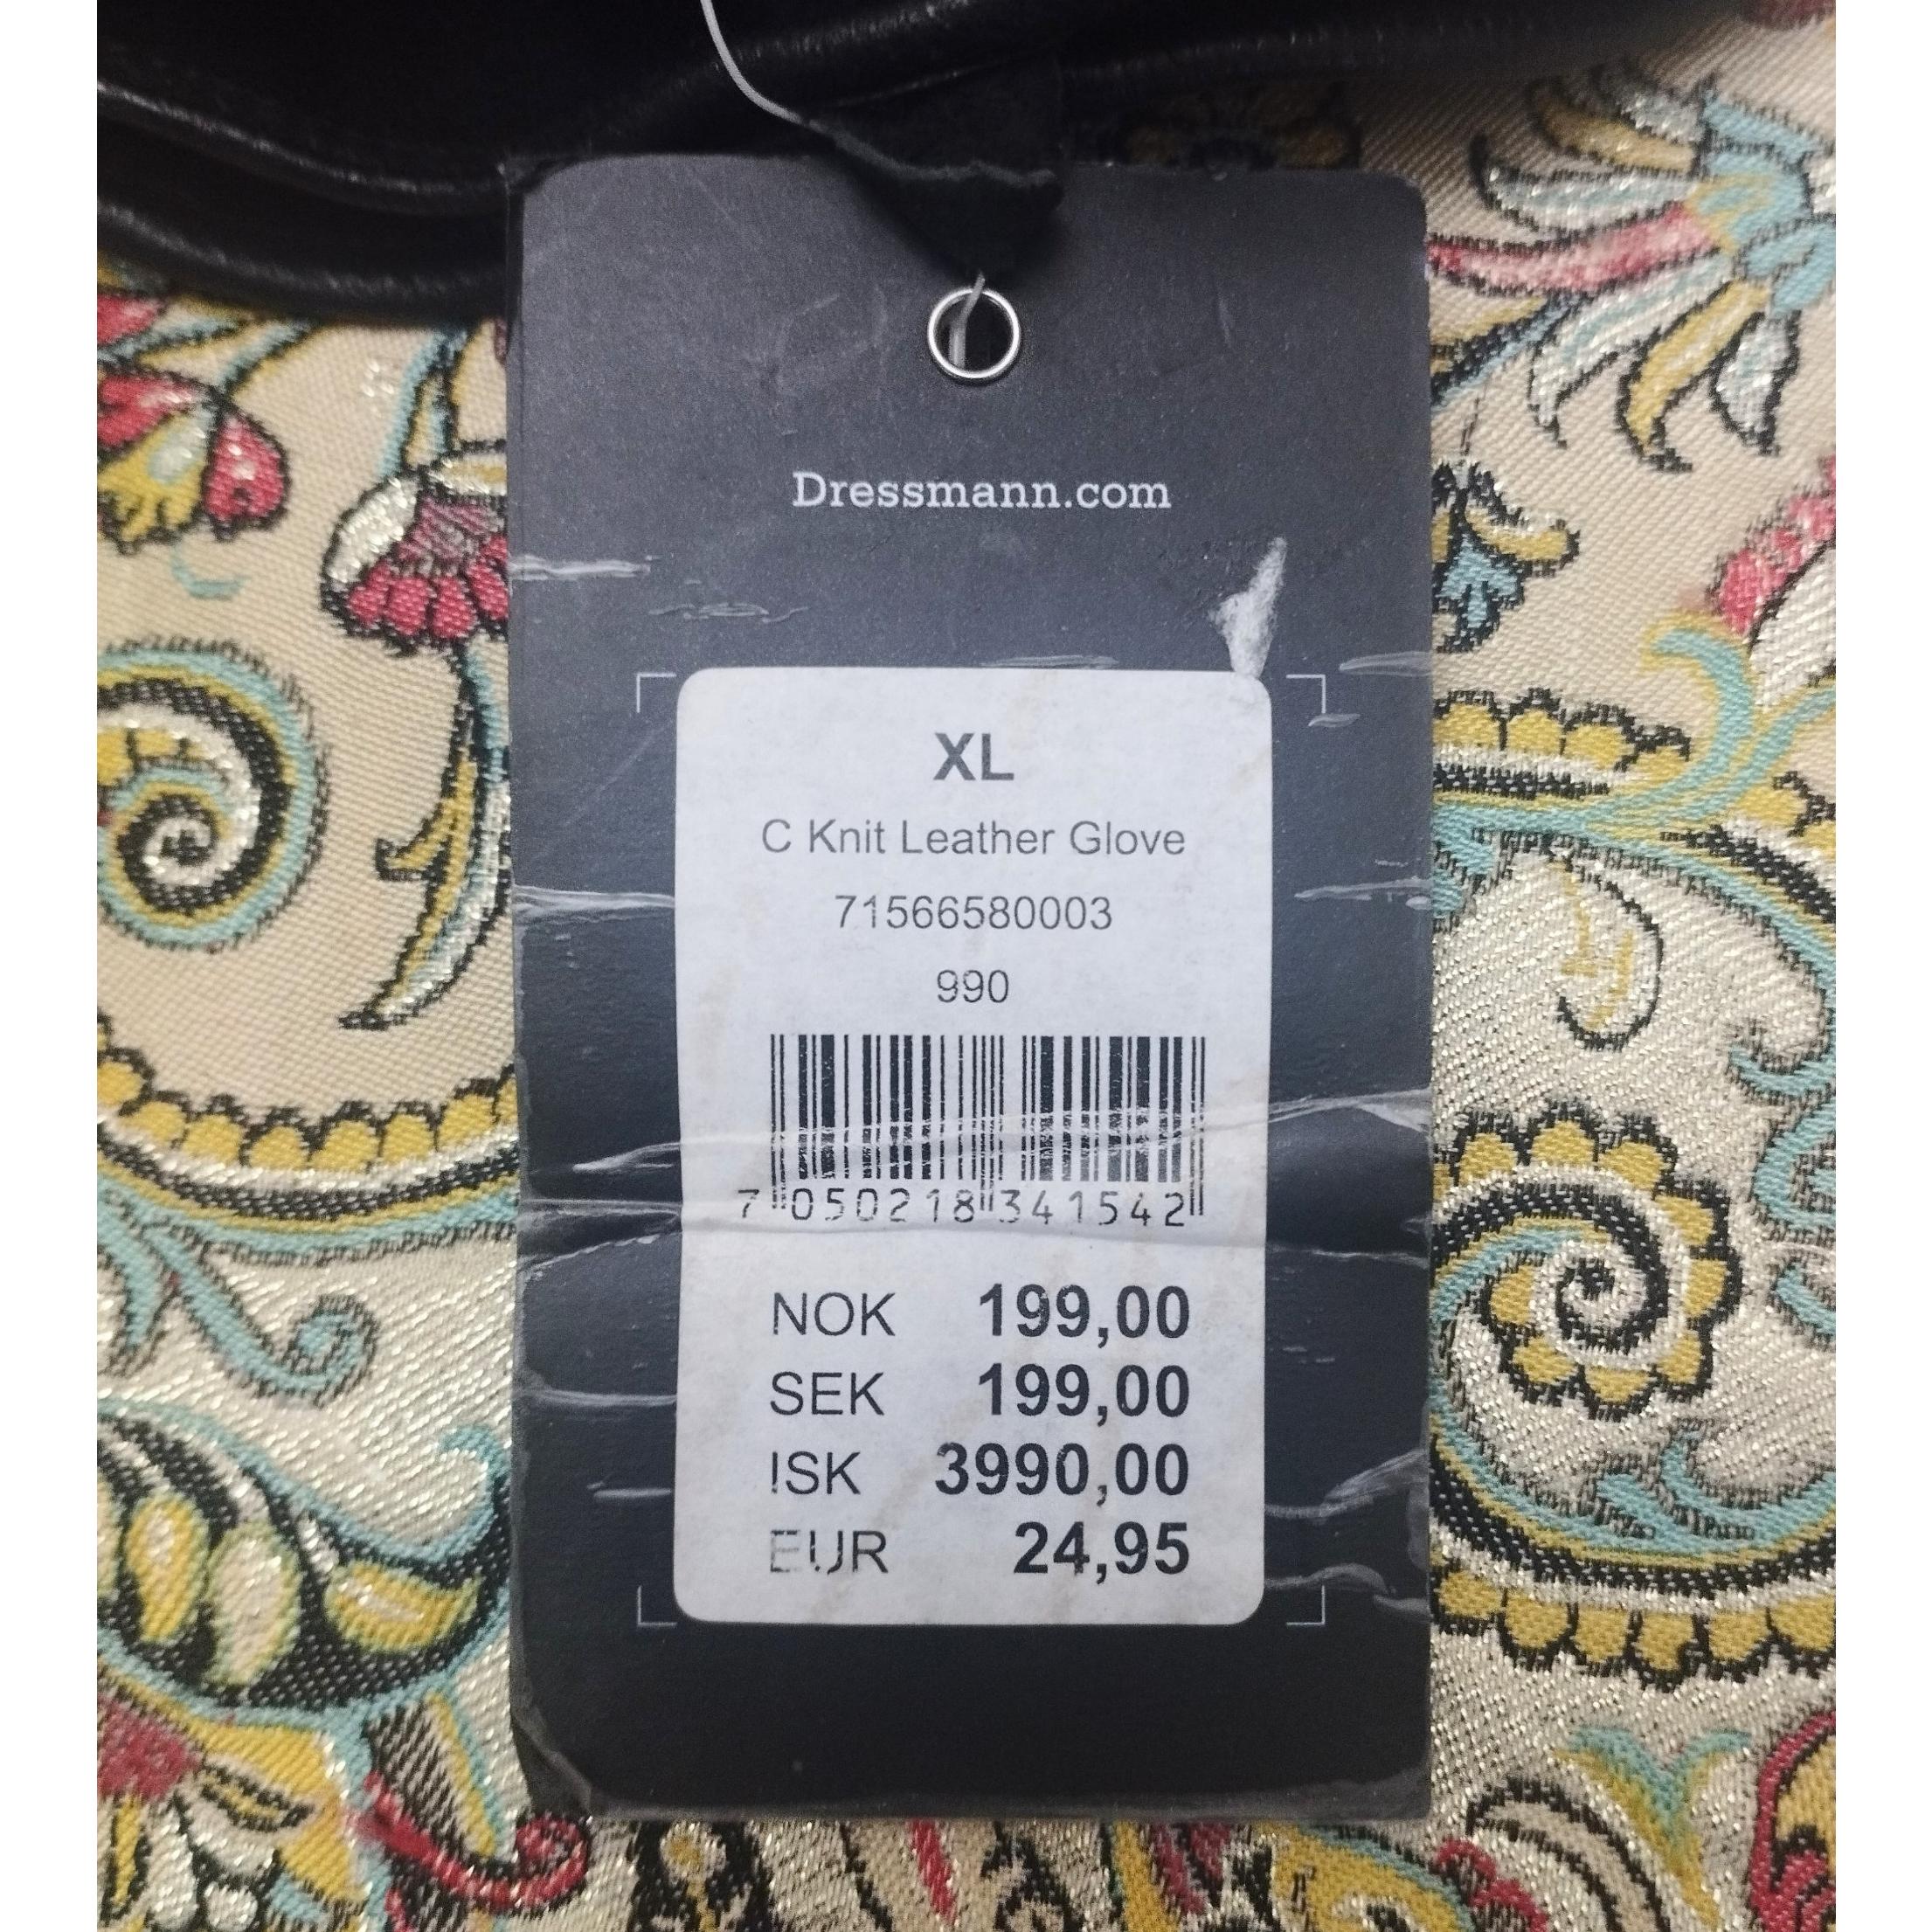 Dressmann.com
XL
C Knit Leather Glove
71566580003
990
7 050218 341542
NOK 199,00
SEK 199,00
ISK 3990,00
EUR 24,95